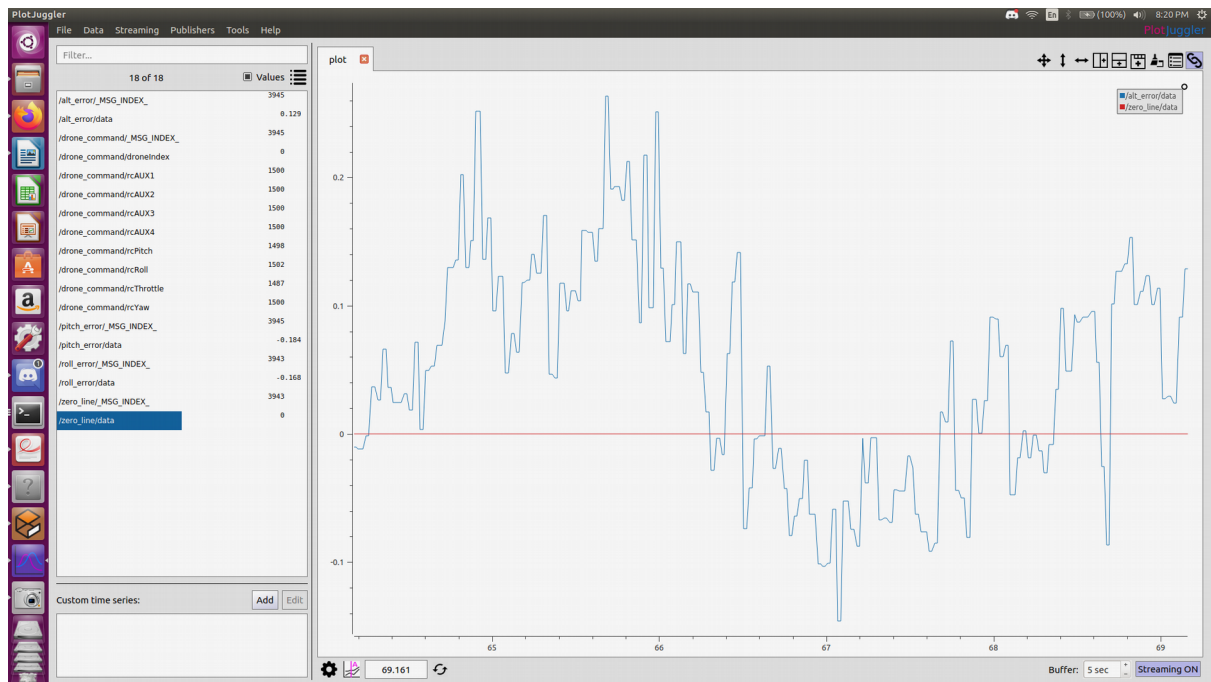 PlotJuggler
En (100%) 8:20 PM
File Data Streaming Publishers Tools Help
PlotJuggler
Filter...
18 of 18 Values
/alt_error/_MSG_INDEX_ 3945
/alt_error/data 0.129
/drone_command/_MSG_INDEX_ 3945
/drone_command/droneIndex 0
/drone_command/rcAUX1 1500
/drone_command/rcAUX2 1500
/drone_command/rcAUX3 1500
/drone_command/rcAUX4 1500
/drone_command/rcPitch 1498
/drone_command/rcRoll 1502
/drone_command/rcThrottle 1487
/drone_command/rcYaw 1500
/pitch_error/_MSG_INDEX_ 3945
/pitch_error/data -0.184
/roll_error/_MSG_INDEX_ 3943
/roll_error/data -0.168
/zero_line/_MSG_INDEX_ 3943
/zero_line/data 0
Custom time series: Add Edit
plot
/alt_error/data
/zero_line/data
0.2
0.1
0
-0.1
65 66 67 68 69
69.161
Buffer: 5 sec Streaming ON